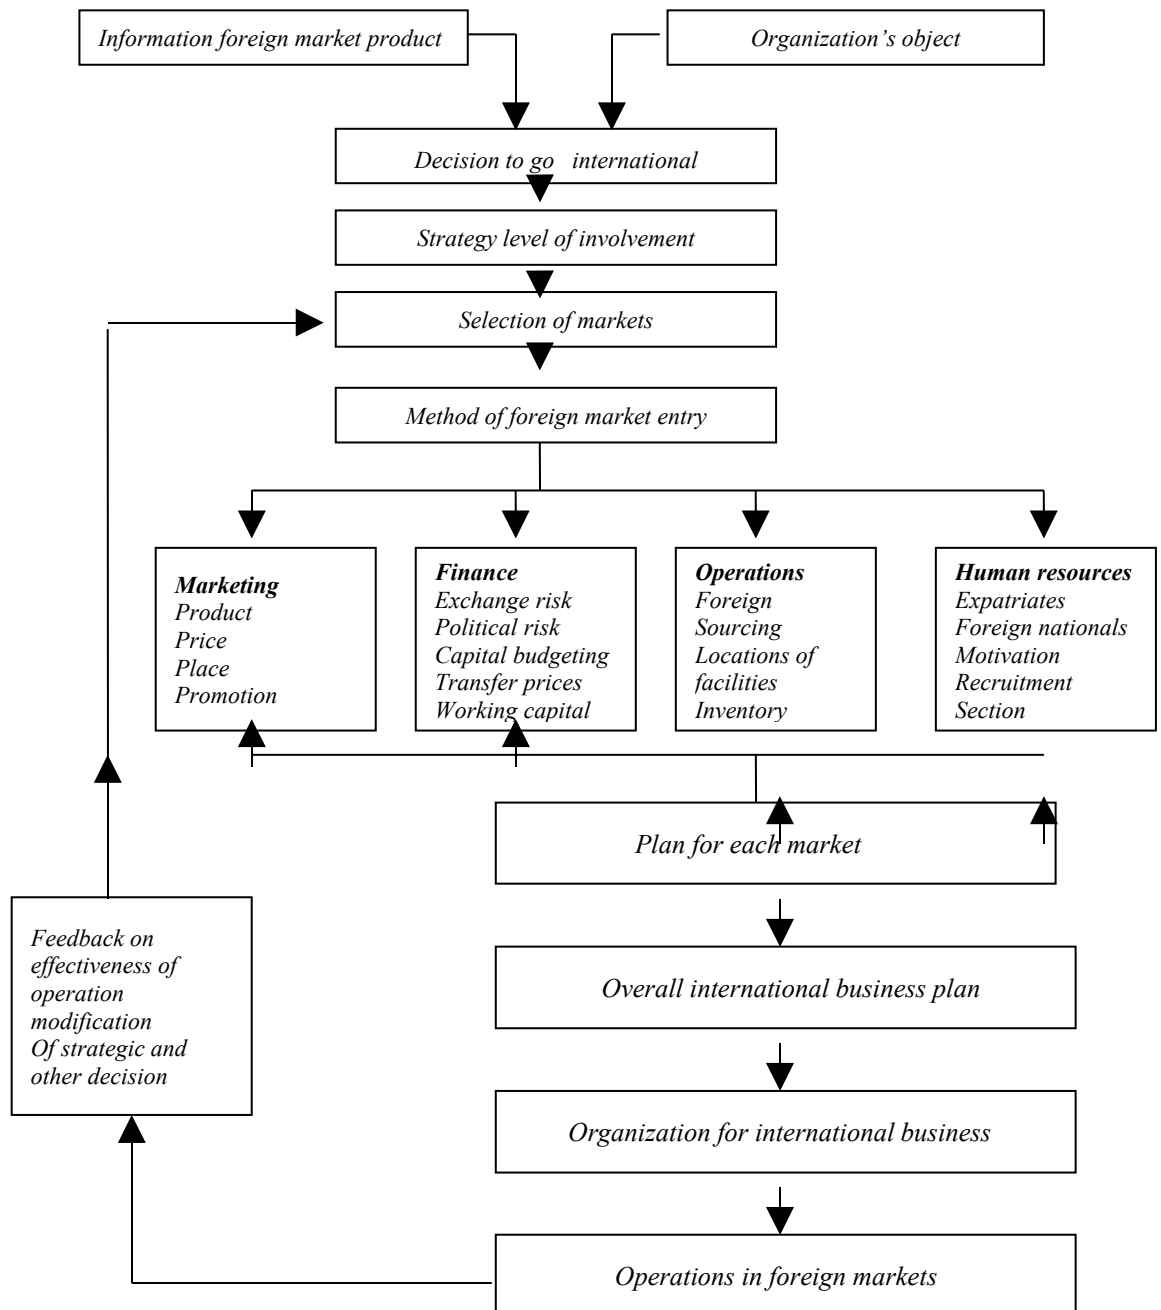 Information foreign market product
Organization’s object
Decision to go international
Strategy level of involvement
Selection of markets
Method of foreign market entry
Marketing
Product
Price
Place
Promotion
Finance
Exchange risk
Political risk
Capital budgeting
Transfer prices
Working capital
Operations
Foreign
Sourcing
Locations of
facilities
Inventory
Human resources
Expatriates
Foreign nationals
Motivation
Recruitment
Section
Plan for each market
Feedback on
effectiveness of
operation
modification
Of strategic and
other decision
Overall international business plan
Organization for international business
Operations in foreign markets